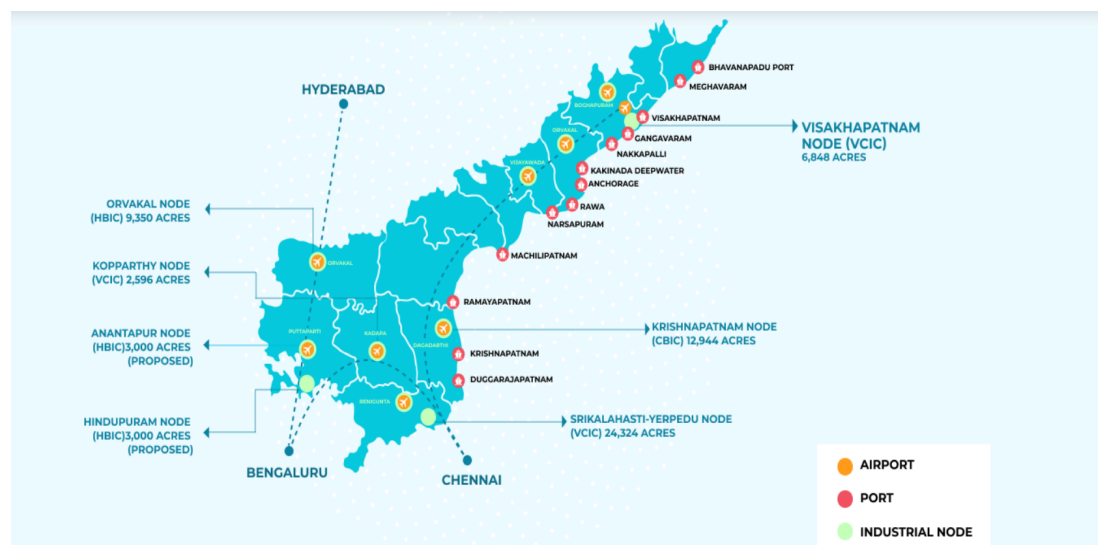 HYDERABAD
BHAVANAPADU PORT
MEGHAVARAM
BOGHAPURAM
VISAKHAPATNAM
VISAKHAPATNAM
NODE (VCIC)
6,848 ACRES
ORVAKAL
GANGAVARAM
NAKKAPALLI
VIJAYAWADA
KAKINADA DEEPWATER
ANCHORAGE
RAWA
NARSAPURAM
ORVAKAL NODE
(HBIC) 9,350 ACRES
MACHILIPATNAM
ORVAKAL
KOPPARTHY NODE
(VCIC) 2,596 ACRES
RAMAYAPATNAM
ANANTAPUR NODE
(HBIC)3,000 ACRES
(PROPOSED)
PUTTAPARTI
KADAPA
DAGADARTHI
KRISHNAPATNAM NODE
(CBIC) 12,944 ACRES
KRISHNAPATNAM
DUGGARAJAPATNAM
HINDUPURAM NODE
(HBIC)3,000 ACRES
(PROPOSED)
RENIGUNTA
SRIKALAHASTI-YERPEDU NODE
(VCIC) 24,324 ACRES
BENGALURU
CHENNAI
AIRPORT
PORT
INDUSTRIAL NODE